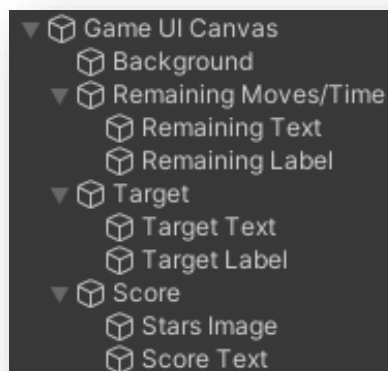 Game UI Canvas
Background
Remaining Moves/Time
Remaining Text
Remaining Label
Target
Target Text
Target Label
Score
Stars Image
Score Text